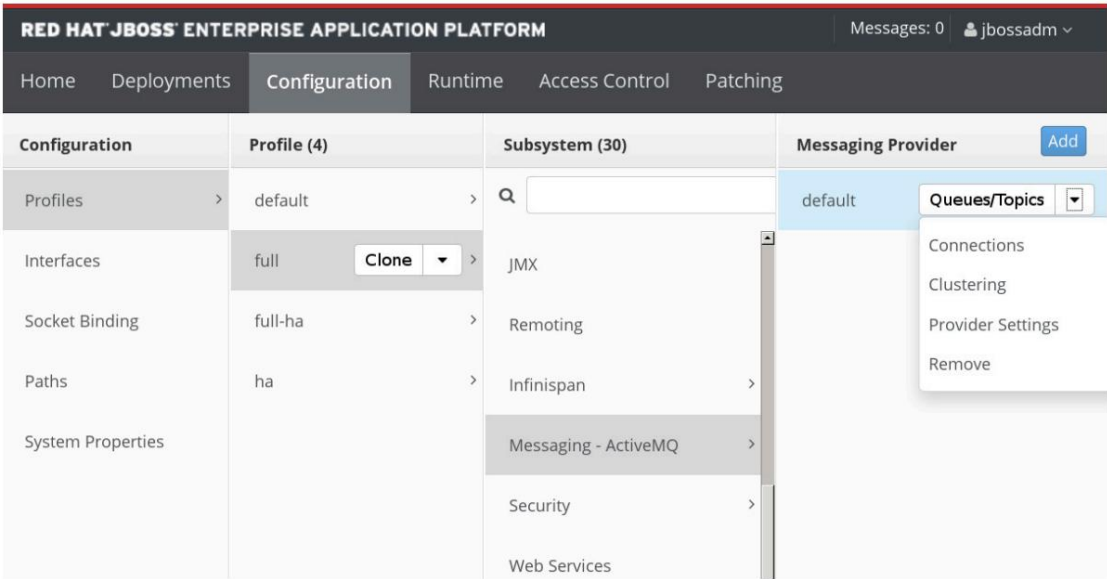 RED HAT JBOSS ENTERPRISE APPLICATION PLATFORM Messages: 0 jbossadm
Home Deployments Configuration Runtime Access Control Patching
Configuration Profile (4) Subsystem (30) Messaging Provider Add
Profiles default default Queues/Topics
Interfaces full Clone JMX Connections
Clustering
Socket Binding full-ha Remoting Provider Settings
Paths ha Infinispan Remove
System Properties Messaging - ActiveMQ
Security
Web Services